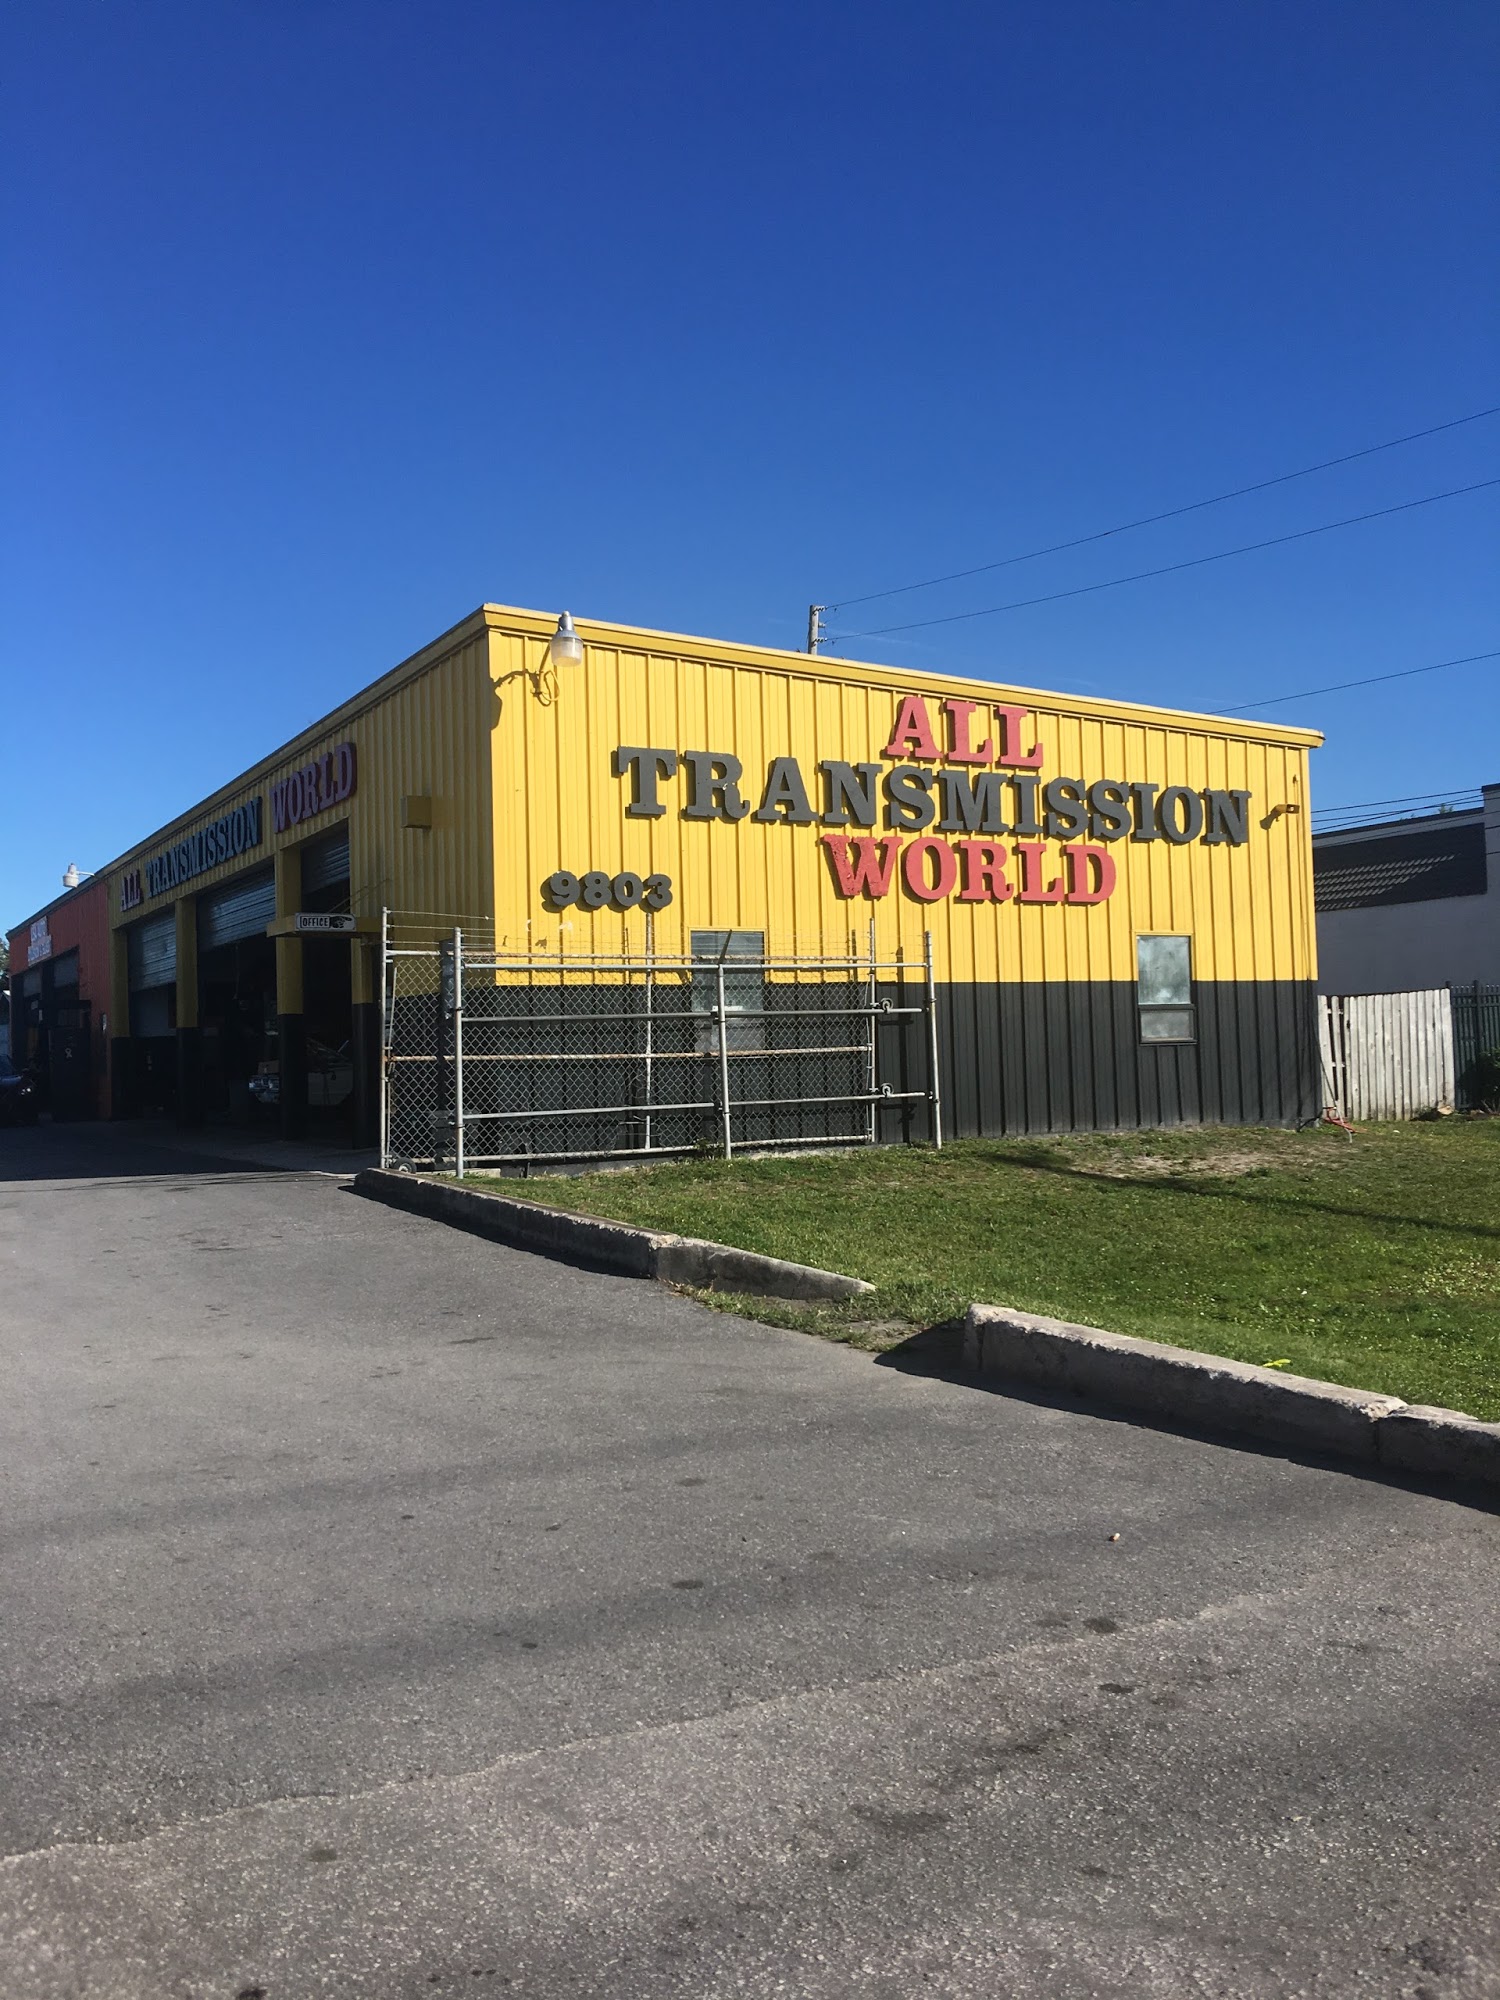 ALL
TRANSMISSION
WORLD
9803
ALL TRANSMISSION WORLD
OFFICE